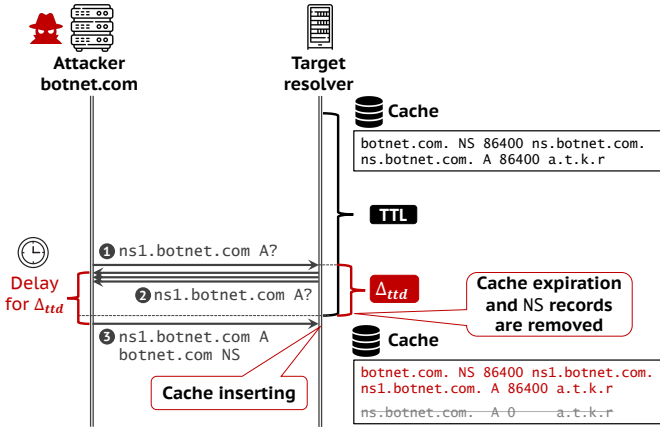 Attacker
botnet.com
Target
resolver
Cache
botnet.com. NS 86400 ns.botnet.com.
ns.botnet.com. A 86400 a.t.k.r
TTL
❶ ns1.botnet.com A?
Delay
for Δttd
❷ ns1.botnet.com A?
Δttd
Cache expiration
and NS records
are removed
❸ ns1.botnet.com A
botnet.com NS
Cache
Cache inserting
botnet.com. NS 86400 ns1.botnet.com.
ns1.botnet.com. A 86400 a.t.k.r
ns.botnet.com. A 0 a.t.k.r